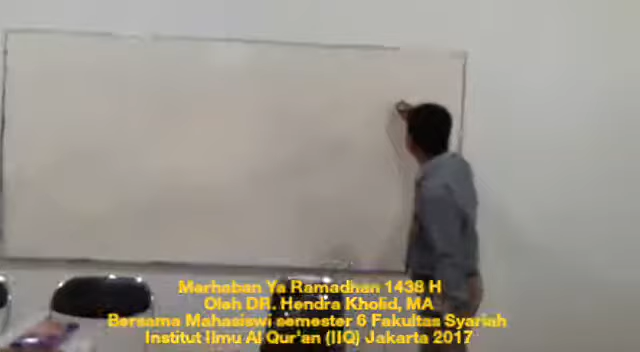 Marhaban Ya Ramadhan 1438 H
Oleh DR. Hendra Kholid, MA
Bersama Mahasiswi semester 6 Fakultas Syariah
Institut Ilmu Al Qur'an (IIQ) Jakarta 2017